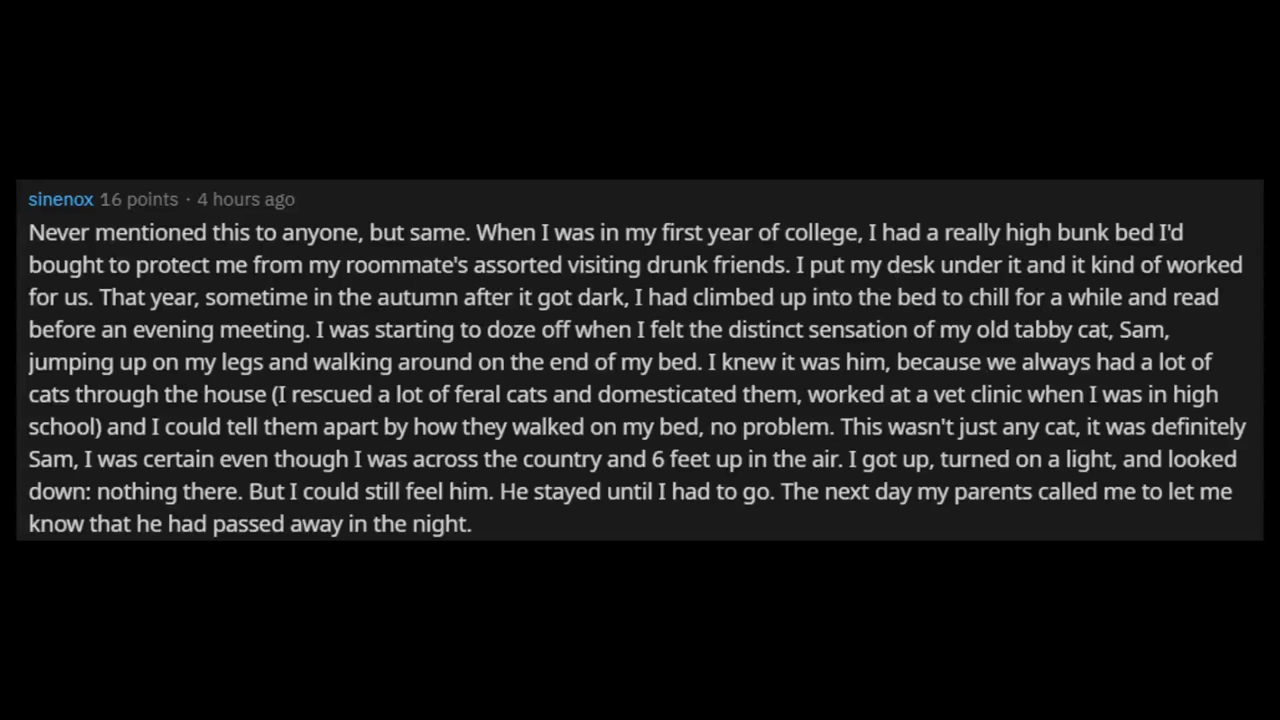 sinenox 16 points · 4 hours ago
Never mentioned this to anyone, but same. When I was in my first year of college, I had a really high bunk bed I'd
bought to protect me from my roommate's assorted visiting drunk friends. I put my desk under it and it kind of worked
for us. That year, sometime in the autumn after it got dark, I had climbed up into the bed to chill for a while and read
before an evening meeting. I was starting to doze off when I felt the distinct sensation of my old tabby cat, Sam,
jumping up on my legs and walking around on the end of my bed. I knew it was him, because we always had a lot of
cats through the house (I rescued a lot of feral cats and domesticated them, worked at a vet clinic when I was in high
school) and I could tell them apart by how they walked on my bed, no problem. This wasn't just any cat, it was definitely
Sam, I was certain even though I was across the country and 6 feet up in the air. I got up, turned on a light, and looked
down: nothing there. But I could still feel him. He stayed until I had to go. The next day my parents called me to let me
know that he had passed away in the night.